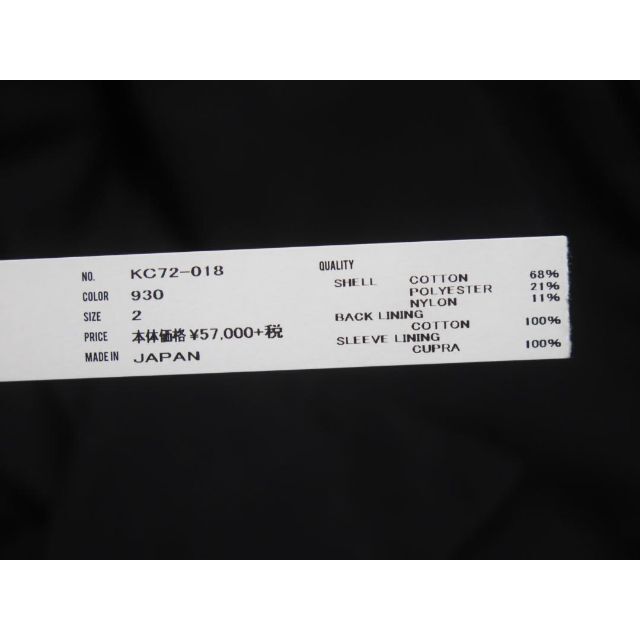 NO. KC72-018
COLOR 930
SIZE 2
PRICE 本体価格 ¥57,000+税
MADE IN JAPAN
QUALITY
SHELL COTTON 68%
POLYESTER 21%
NYLON 11%
BACK LINING
COTTON 100%
SLEEVE LINING
CUPRA 100%